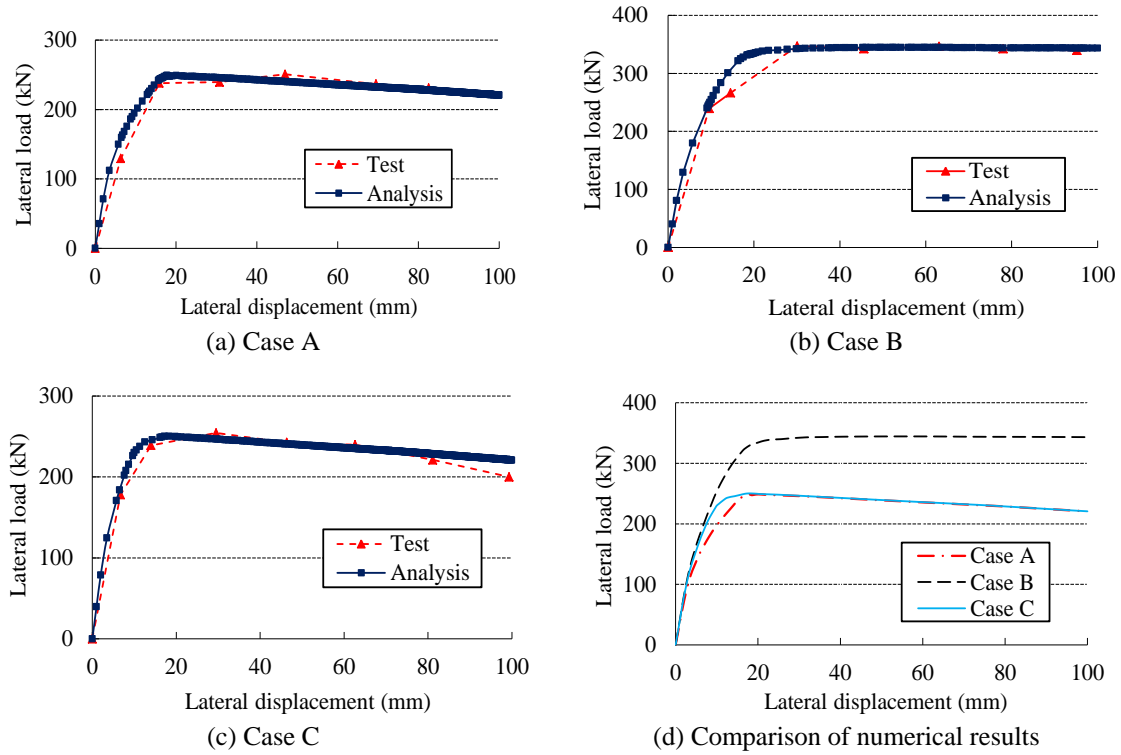 300
200
100
0
Lateral load (kN)
Test
Analysis
0 20 40 60 80 100
Lateral displacement (mm)
(a) Case A
400
300
200
100
0
Lateral load (kN)
Test
Analysis
0 20 40 60 80 100
Lateral displacement (mm)
(b) Case B
300
200
100
0
Lateral load (kN)
Test
Analysis
0 20 40 60 80 100
Lateral displacement (mm)
(c) Case C
400
300
200
100
0
Lateral load (kN)
Case A
Case B
Case C
0 20 40 60 80 100
Lateral displacement (mm)
(d) Comparison of numerical results